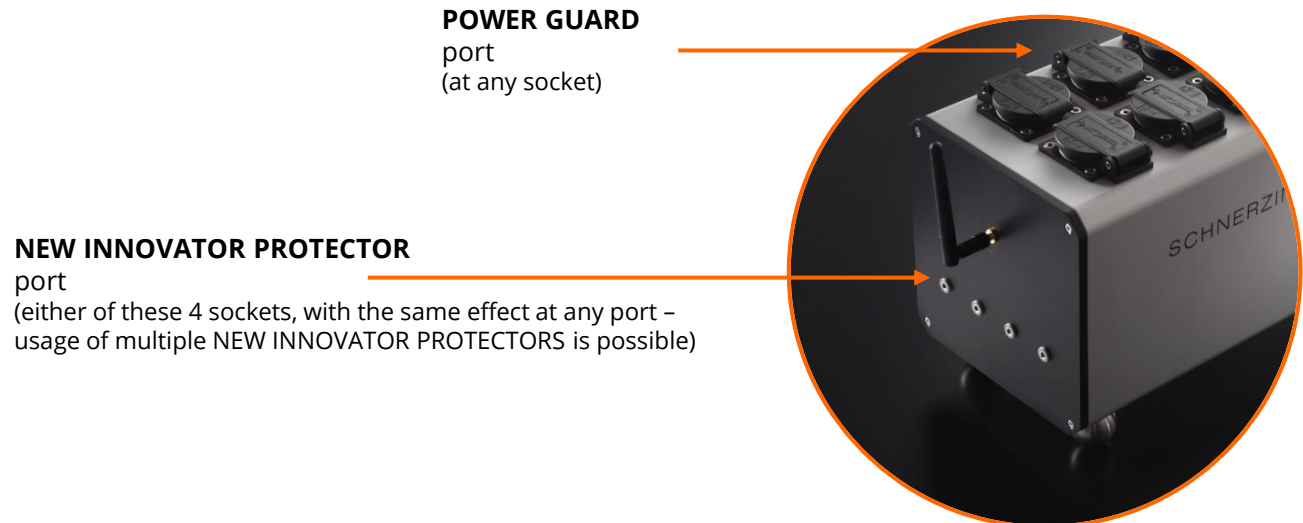 POWER GUARD
port
(at any socket)
NEW INNOVATOR PROTECTOR
port
(either of these 4 sockets, with the same effect at any port –
usage of multiple NEW INNOVATOR PROTECTORS is possible)